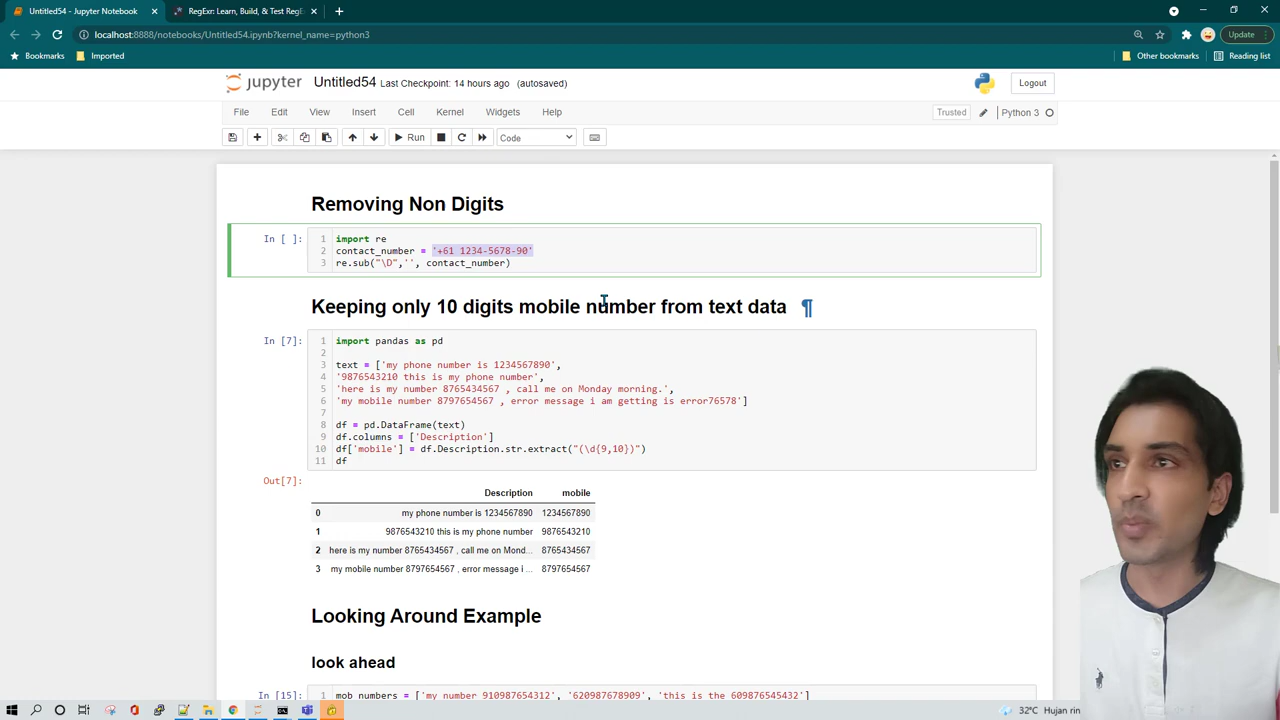 Untitled54 - Jupyter Notebook
RegExr: Learn, Build, & Test RegE
localhost:8888/notebooks/Untitled54.ipynb?kernel_name=python3
Update
Bookmarks
Imported
Other bookmarks
Reading list
jupyter
Untitled54
Last Checkpoint: 14 hours ago (autosaved)
Logout
File Edit View Insert Cell Kernel Widgets Help
Trusted
Python 3
Run
Code
Removing Non Digits
In [ ]:
1 import re
2 contact_number = '+61 1234-5678-90'
3 re.sub("\D",'', contact_number)
Keeping only 10 digits mobile number from text data ¶
In [7]:
1 import pandas as pd
2
3 text = ['my phone number is 1234567890',
4 '9876543210 this is my phone number',
5 'here is my number 8765434567 , call me on Monday morning.',
6 'my mobile number 8797654567 , error message i am getting is error76578']
7
8 df = pd.DataFrame(text)
9 df.columns = ['Description']
10 df['mobile'] = df.Description.str.extract("(\d{9,10})")
11 df
Out[7]:
Description mobile
0 my phone number is 1234567890 1234567890
1 9876543210 this is my phone number 9876543210
2 here is my number 8765434567 , call me on Mond... 8765434567
3 my mobile number 8797654567 , error message i ... 8797654567
Looking Around Example
look ahead
In [15]:
1 mob_numbers = ['my number 910987654312', '620987678909', 'this is the 609876545432']
32°C Hujan rin